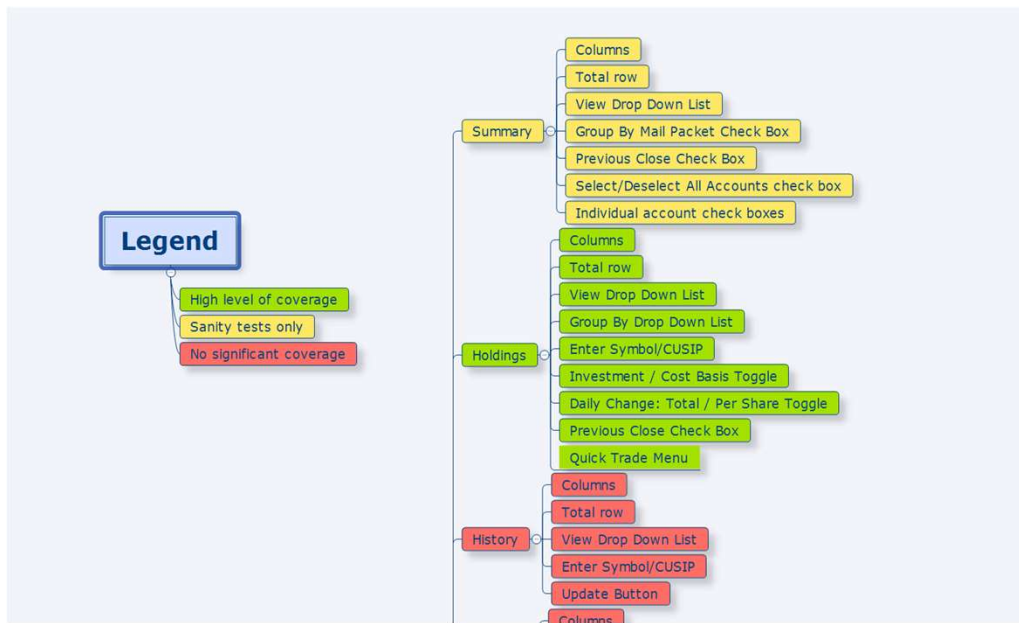 Legend
High level of coverage
Sanity tests only
No significant coverage
Summary
Columns
Total row
View Drop Down List
Group By Mail Packet Check Box
Previous Close Check Box
Select/Deselect All Accounts check box
Individual account check boxes
Holdings
Columns
Total row
View Drop Down List
Group By Drop Down List
Enter Symbol/CUSIP
Investment / Cost Basis Toggle
Daily Change: Total / Per Share Toggle
Previous Close Check Box
Quick Trade Menu
History
Columns
Total row
View Drop Down List
Enter Symbol/CUSIP
Update Button
Columns